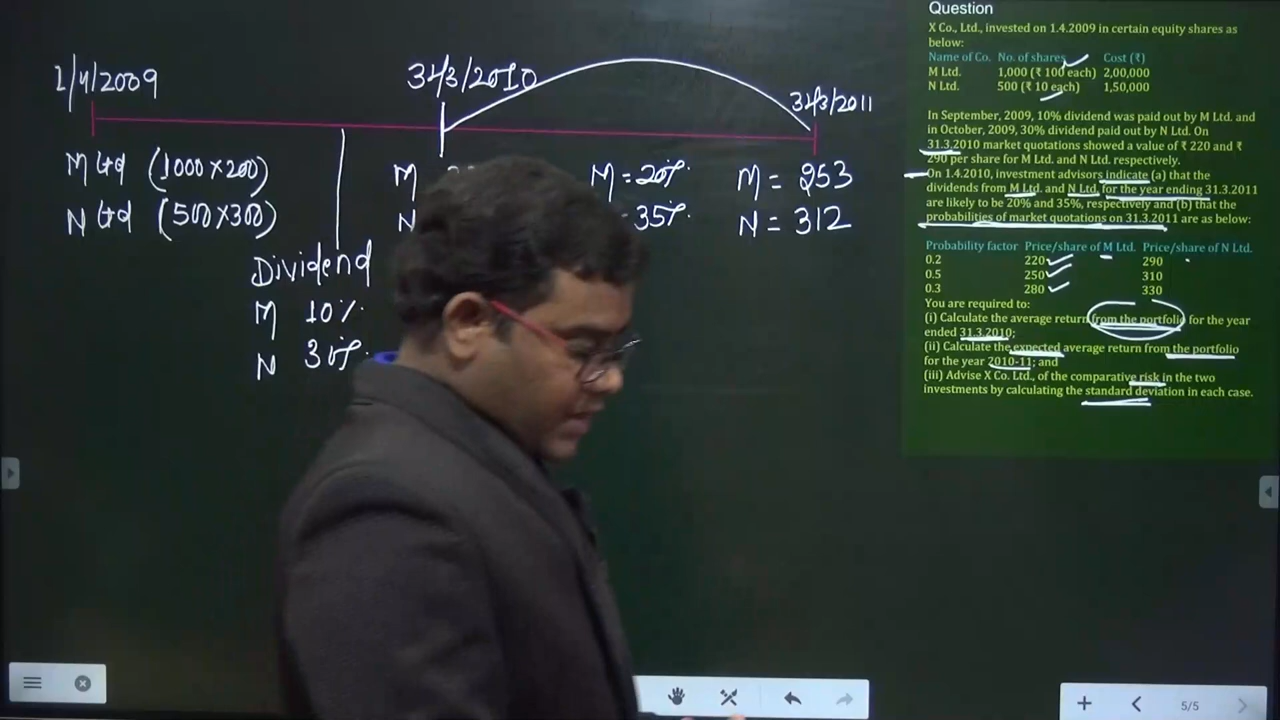 1/4/2009
31/3/2010
31/3/2011
M Ltd (1000×200)
N Ltd (500×300)
M
N
M = 20%
35%
M = 253
N = 312
Dividend
M 10%
N 30%
Question
X Co., Ltd., invested on 1.4.2009 in certain equity shares as
below:
Name of Co. No. of shares Cost (₹)
M Ltd. 1,000 (₹ 100 each) 2,00,000
N Ltd. 500 (₹ 10 each) 1,50,000
In September, 2009, 10% dividend was paid out by M Ltd. and
in October, 2009, 30% dividend paid out by N Ltd. On
31.3.2010 market quotations showed a value of ₹ 220 and ₹
290 per share for M Ltd. and N Ltd. respectively.
On 1.4.2010, investment advisors indicate (a) that the
dividends from M Ltd. and N Ltd. for the year ending 31.3.2011
are likely to be 20% and 35%, respectively and (b) that the
probabilities of market quotations on 31.3.2011 are as below:
Probability factor Price/share of M Ltd. Price/share of N Ltd.
0.2 220 290
0.5 250 310
0.3 280 330
You are required to:
(i) Calculate the average return from the portfolio for the year
ended 31.3.2010;
(ii) Calculate the expected average return from the portfolio
for the year 2010-11; and
(iii) Advise X Co. Ltd., of the comparative risk in the two
investments by calculating the standard deviation in each case.
5/5